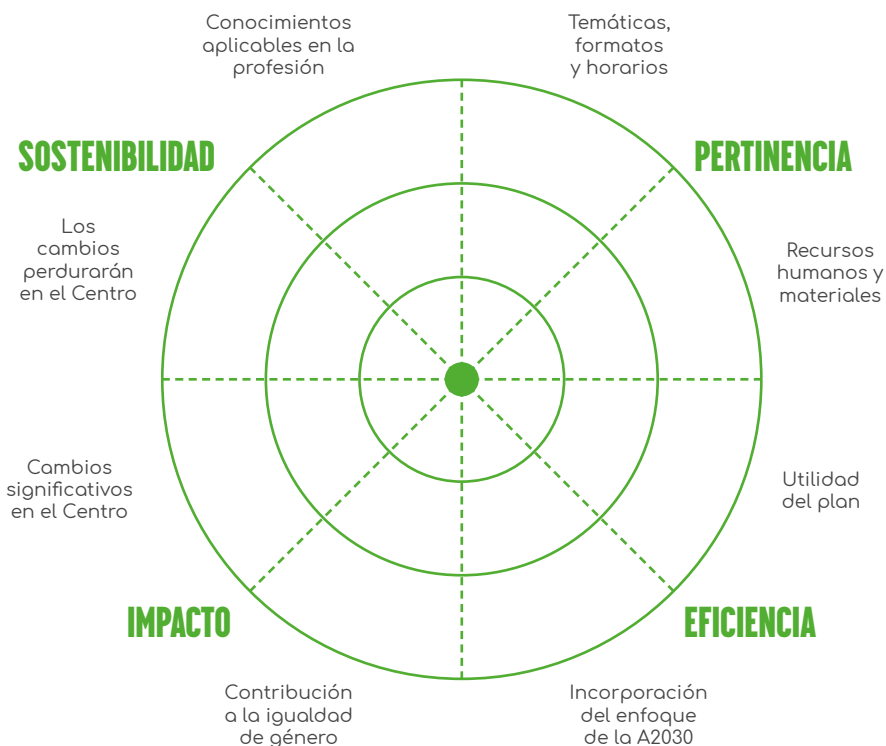 Conocimientos
aplicables en la
profesión
Temáticas,
formatos
y horarios
SOSTENIBILIDAD
PERTINENCIA
Los
cambios
perdurarán
en el Centro
Recursos
humanos y
materiales
Cambios
significativos
en el Centro
Utilidad
del plan
IMPACTO
EFICIENCIA
Contribución
a la igualdad
de género
Incorporación
del enfoque
de la A2030